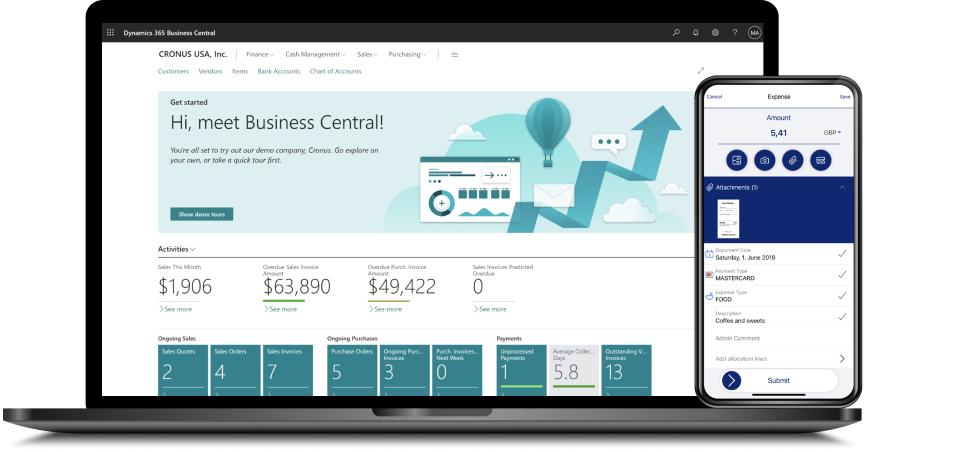 Dynamics 365 Business Central
? MA
CRONUS USA, Inc. Finance Cash Management Sales Purchasing
Customers Vendors Items Bank Accounts Chart of Accounts
Get started
Hi, meet Business Central!
You're all set to try out our demo company, Cronus. Go explore on
your own, or take a quick tour first.
Show demo tours
Activities
Sales This Month
$1,906
See more
Overdue Sales Invoice
Amount
$63,890
See more
Overdue Purch. Invoice
Amount
$49,422
See more
Sales Invoices Predicted
Overdue
0
See more
Ongoing Sales
Sales Quotes
2
Sales Orders
4
Sales Invoices
7
Ongoing Purchases
Purchase Orders
5
Ongoing Purc...
Invoices
3
Purch. Invoices...
Next Week
0
Payments
Unprocessed
Payments
1
Average Collec...
Days
5.8
Outstanding V...
Invoices
13
Cancel Expense Save
Amount
5,41 GBP
Attachments (1)
Document Date
Saturday, 1. June 2019
Payment Type
MASTERCARD
Expense Type
FOOD
Description
Coffee and sweets
Admin Comment
Add allocation lines
Submit